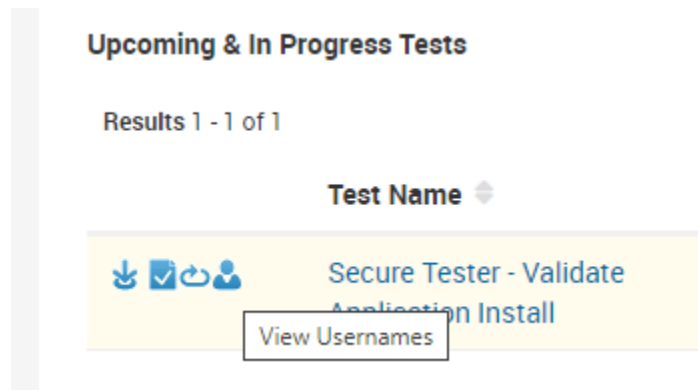 Upcoming & In Progress Tests
Results 1 - 1 of 1
Test Name
Secure Tester - Validate
Application Install
View Usernames